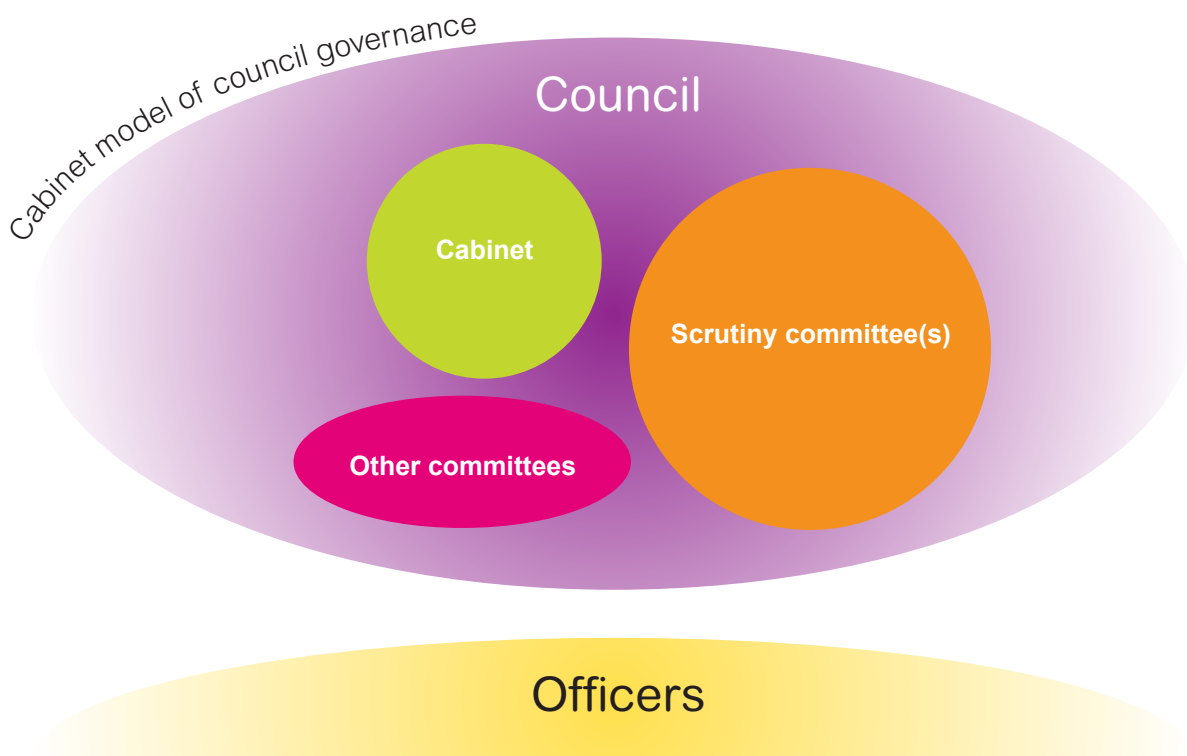 Cabinet model of council governance
Council
Cabinet
Scrutiny committee(s)
Other committees
Officers